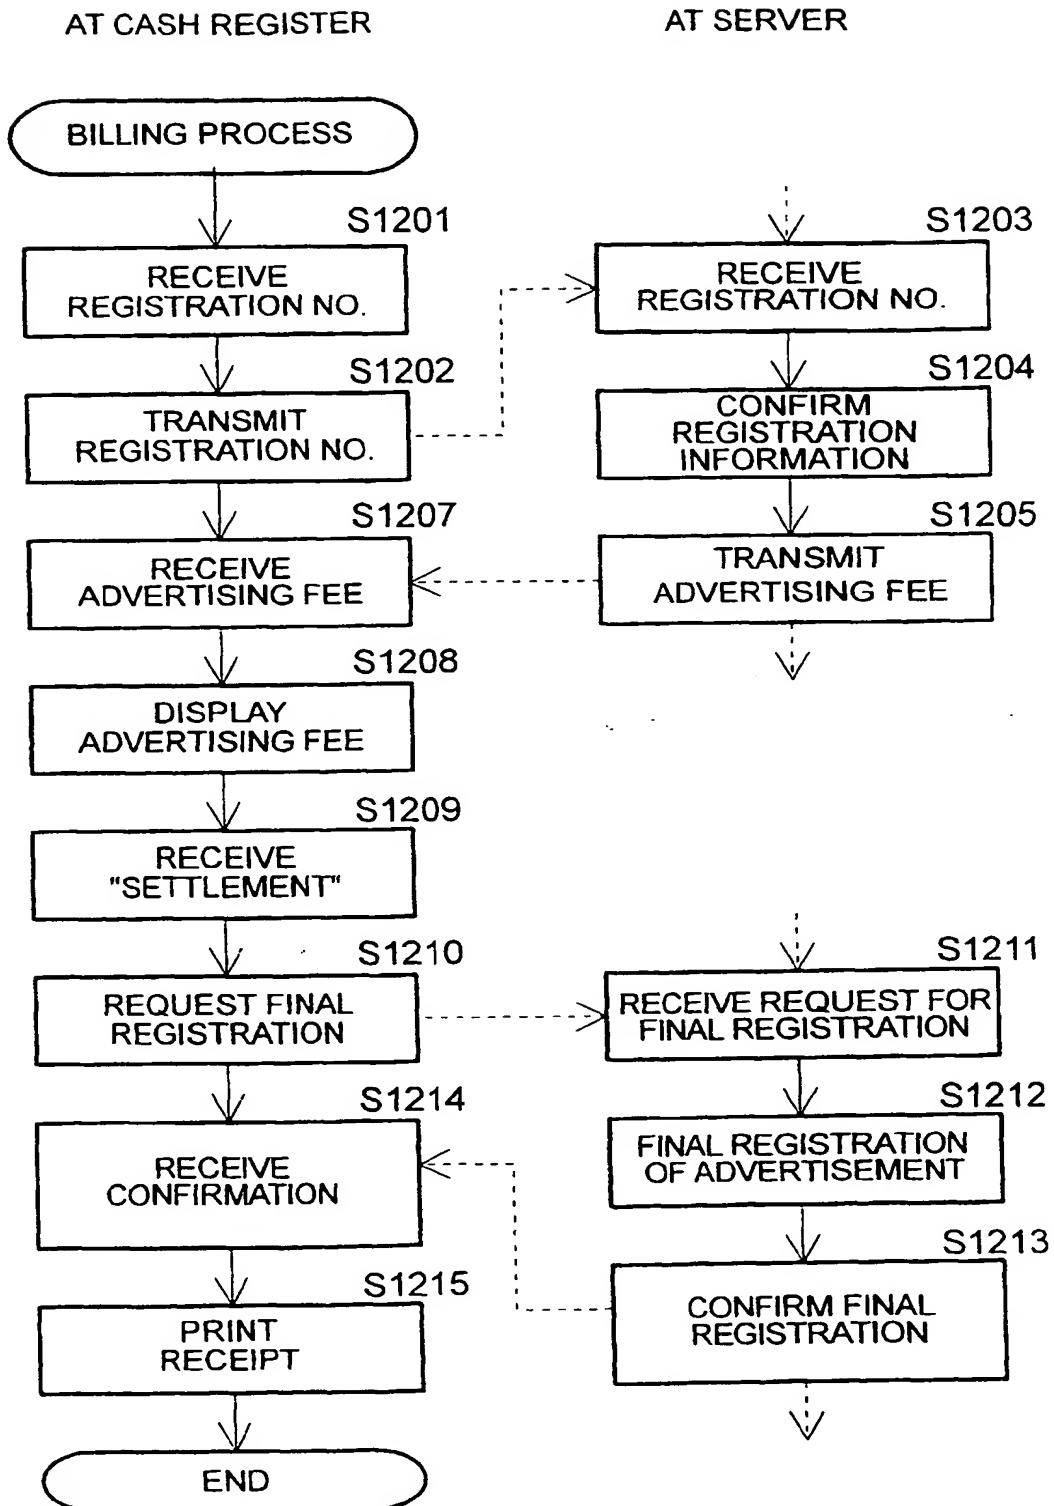 AT CASH REGISTER
AT SERVER
BILLING PROCESS
S1201
RECEIVE
REGISTRATION NO.
S1202
TRANSMIT
REGISTRATION NO.
S1203
RECEIVE
REGISTRATION NO.
S1204
CONFIRM
REGISTRATION
INFORMATION
S1205
TRANSMIT
ADVERTISING FEE
S1207
RECEIVE
ADVERTISING FEE
S1208
DISPLAY
ADVERTISING FEE
S1209
RECEIVE
"SETTLEMENT"
S1210
REQUEST FINAL
REGISTRATION
S1211
RECEIVE REQUEST FOR
FINAL REGISTRATION
S1212
FINAL REGISTRATION
OF ADVERTISEMENT
S1213
CONFIRM FINAL
REGISTRATION
S1214
RECEIVE
CONFIRMATION
S1215
PRINT
RECEIPT
END